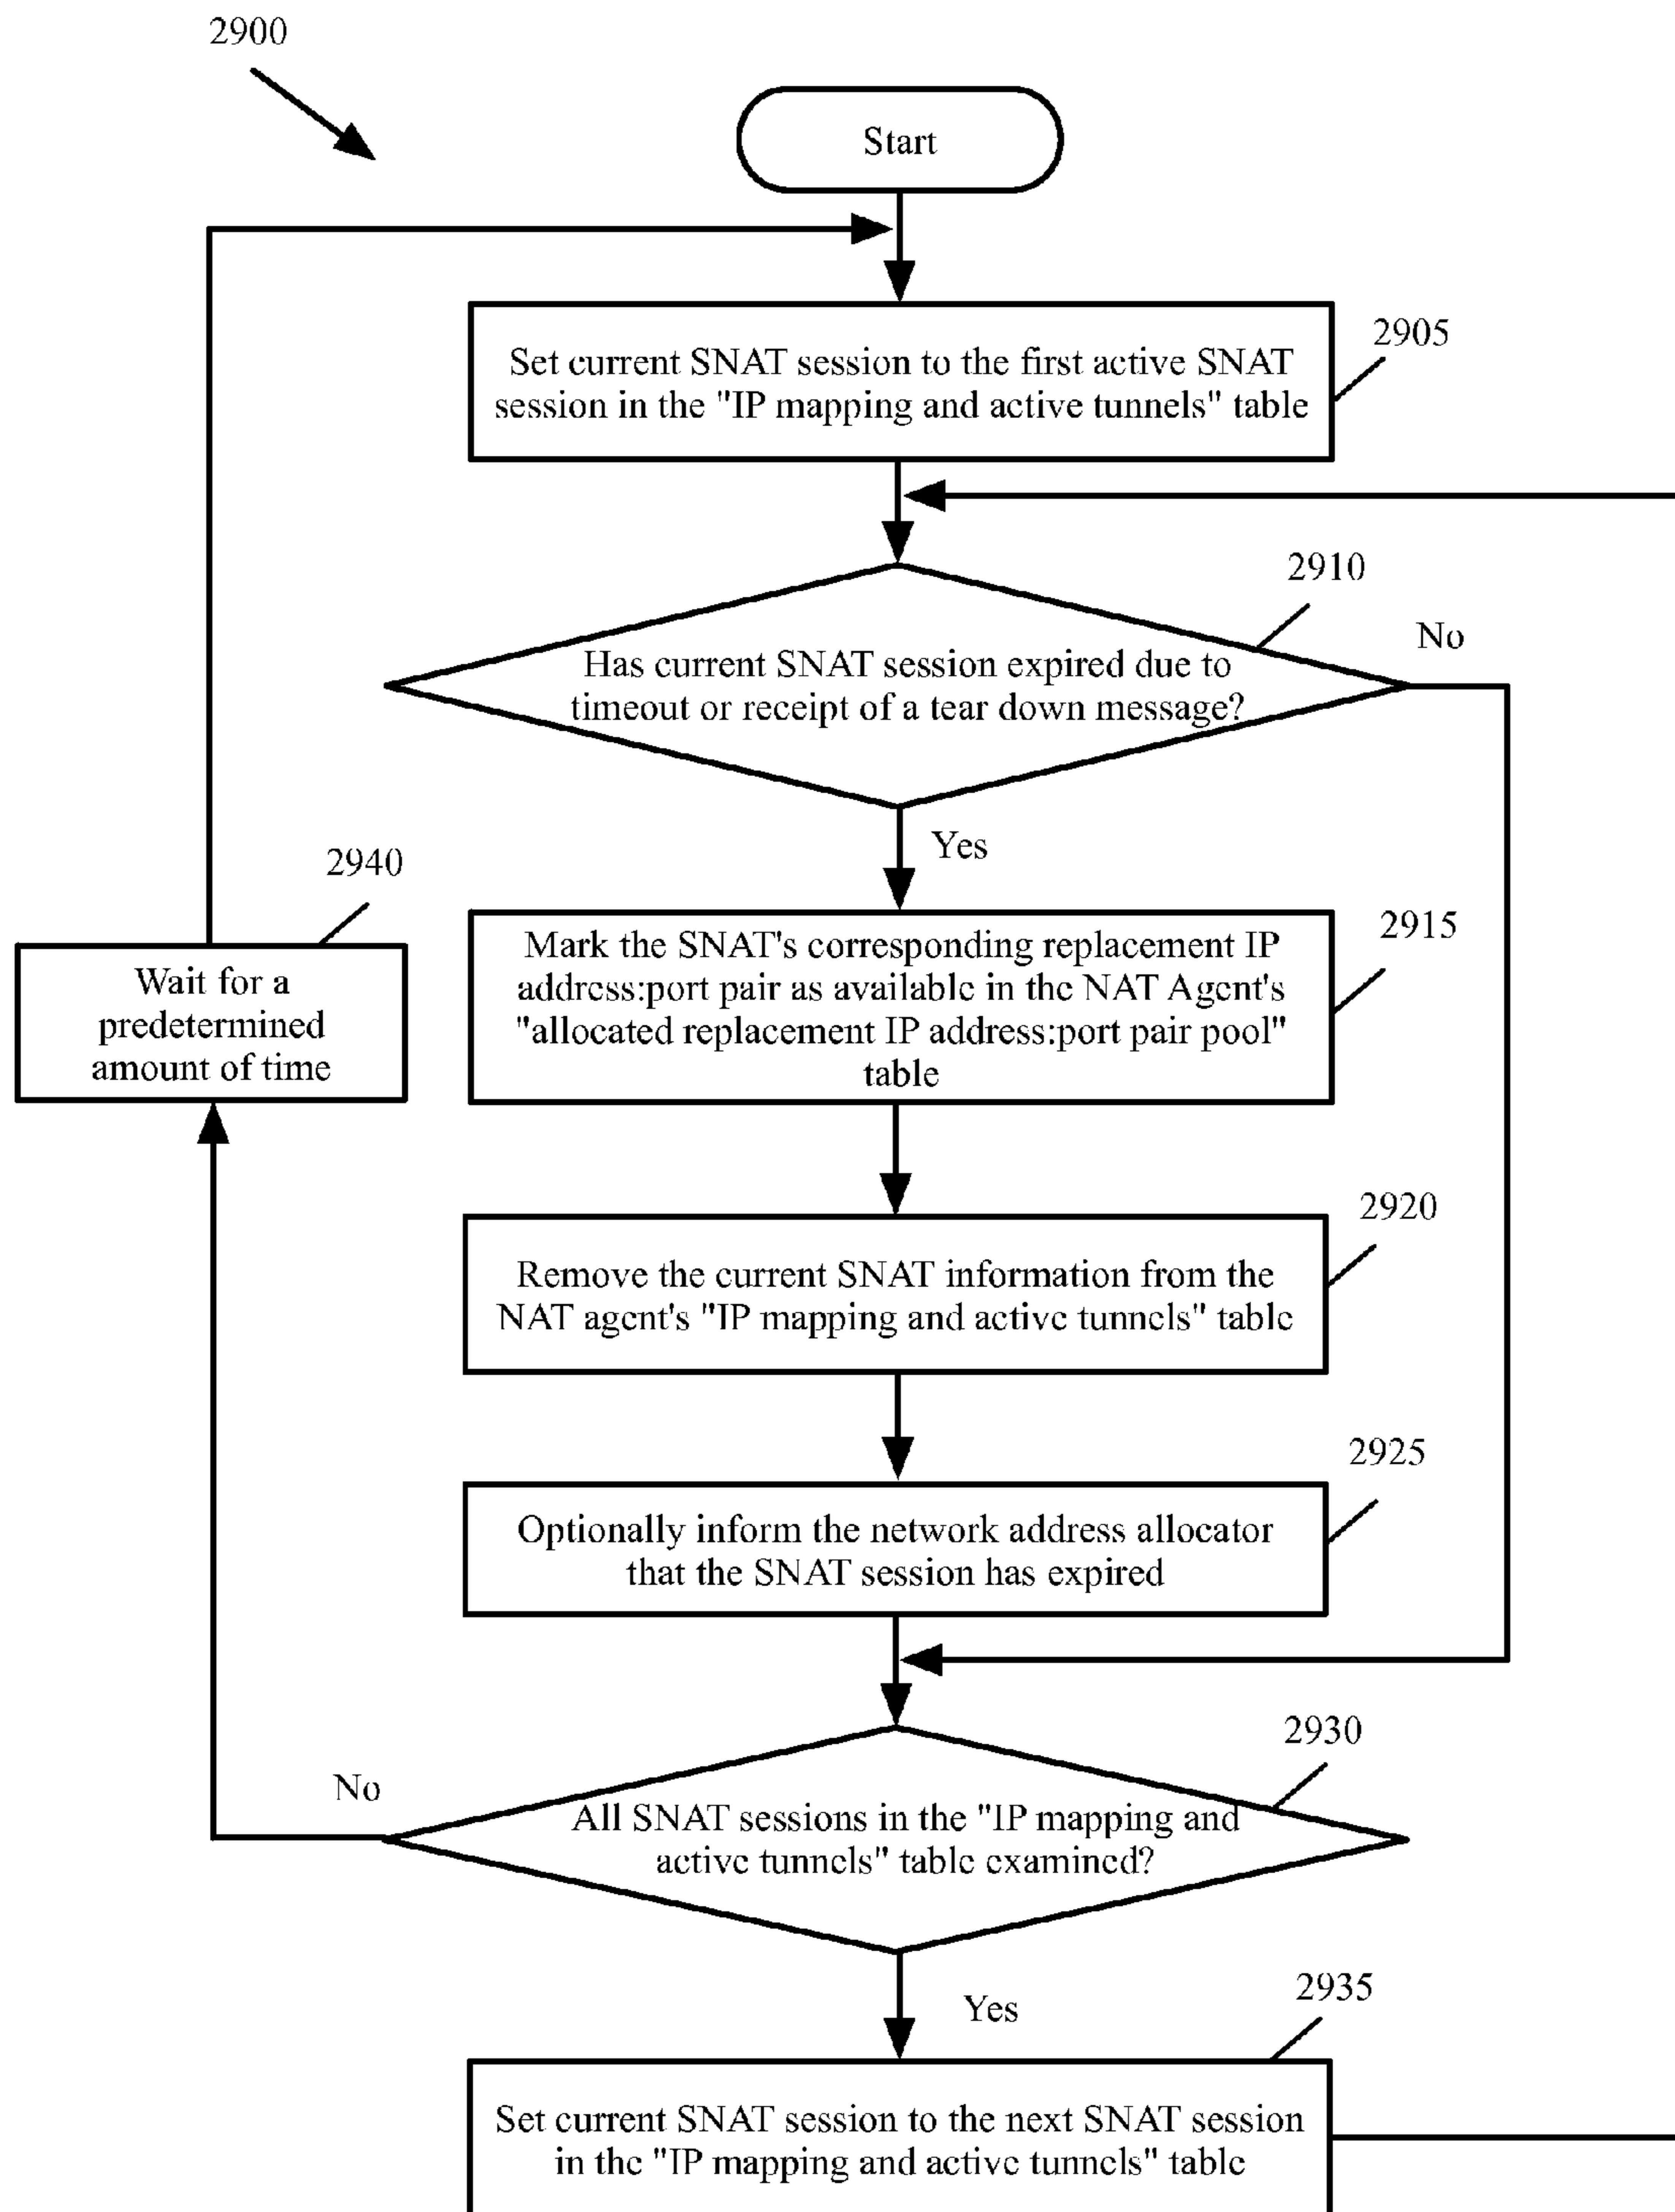 2900
Start
2905
Set current SNAT session to the first active SNAT
session in the "IP mapping and active tunnels" table
2910
No
Has current SNAT session expired due to
timeout or receipt of a tear down message?
Yes
2940
Wait for a
predetermined
amount of time
2915
Mark the SNAT's corresponding replacement IP
address:port pair as available in the NAT Agent's
"allocated replacement IP address:port pair pool"
table
2920
Remove the current SNAT information from the
NAT agent's "IP mapping and active tunnels" table
2925
Optionally inform the network address allocator
that the SNAT session has expired
2930
No
All SNAT sessions in the "IP mapping and
active tunnels" table examined?
Yes
2935
Set current SNAT session to the next SNAT session
in the "IP mapping and active tunnels" table